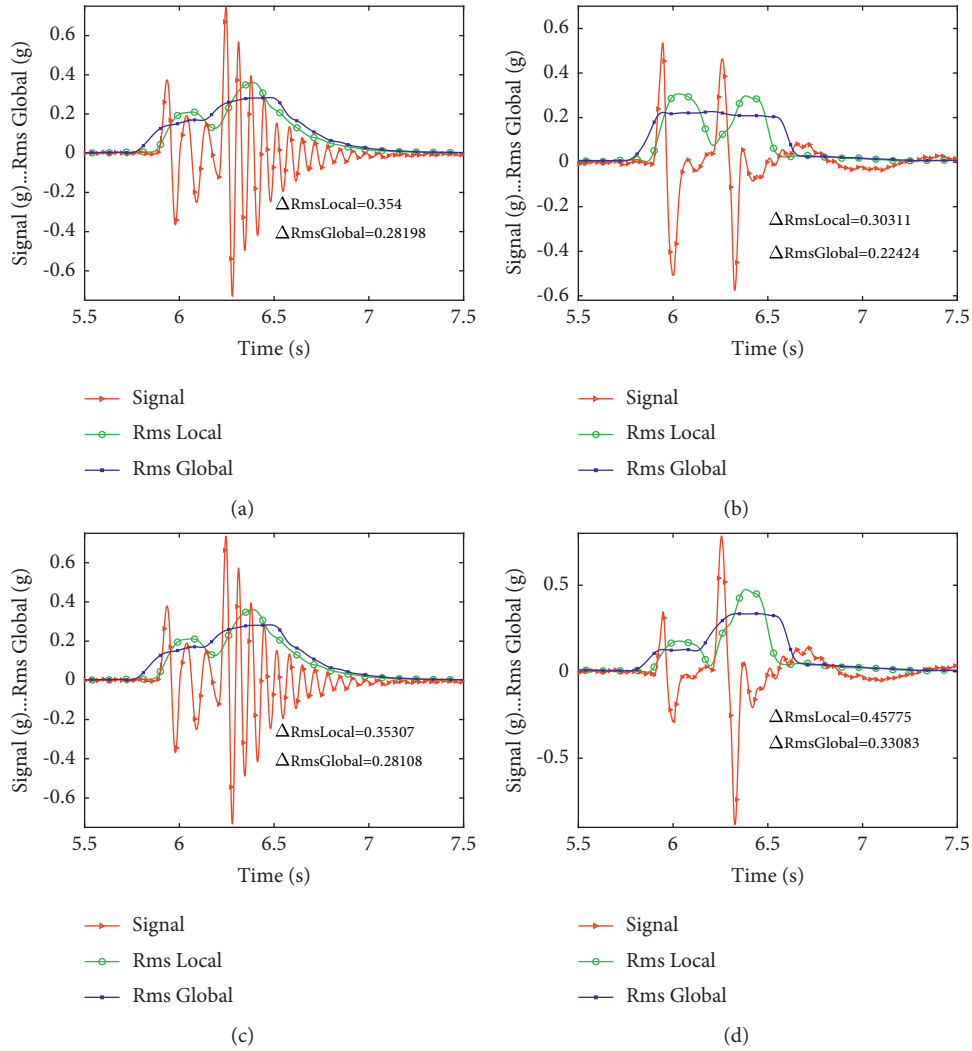 0.6
0.4
0.2
0
-0.2
-0.4
-0.6
Signal (g)...Rms Global (g)
ΔRmsLocal=0.354
ΔRmsGlobal=0.28198
5.5 6 6.5 7 7.5
Time (s)
Signal
Rms Local
Rms Global
(a)
0.6
0.4
0.2
0
-0.2
-0.4
-0.6
Signal (g)...Rms Global (g)
ΔRmsLocal=0.30311
ΔRmsGlobal=0.22424
5.5 6 6.5 7 7.5
Time (s)
Signal
Rms Local
Rms Global
(b)
0.6
0.4
0.2
0
-0.2
-0.4
-0.6
Signal (g)...Rms Global (g)
ΔRmsLocal=0.35307
ΔRmsGlobal=0.28108
5.5 6 6.5 7 7.5
Time (s)
Signal
Rms Local
Rms Global
(c)
0.5
0
-0.5
Signal (g)...Rms Global (g)
ΔRmsLocal=0.45775
ΔRmsGlobal=0.33083
5.5 6 6.5 7 7.5
Time (s)
Signal
Rms Local
Rms Global
(d)